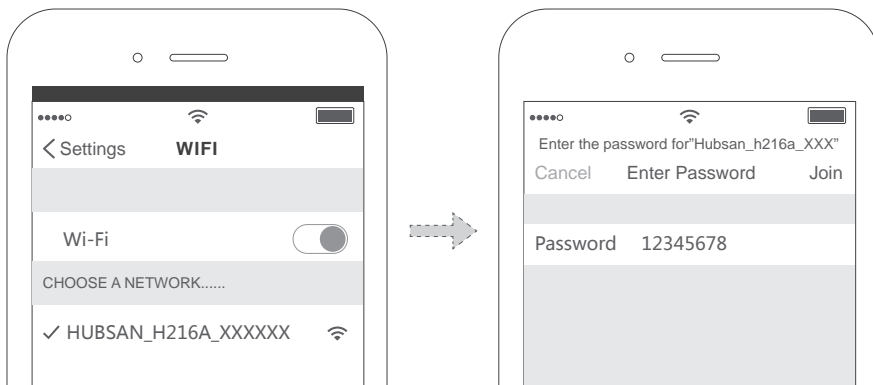 Settings WIFI
Wi-Fi
CHOOSE A NETWORK......
HUBSAN_H216A_XXXXXX
Enter the password for"Hubsan_h216a_XXX"
Cancel Enter Password Join
Password 12345678